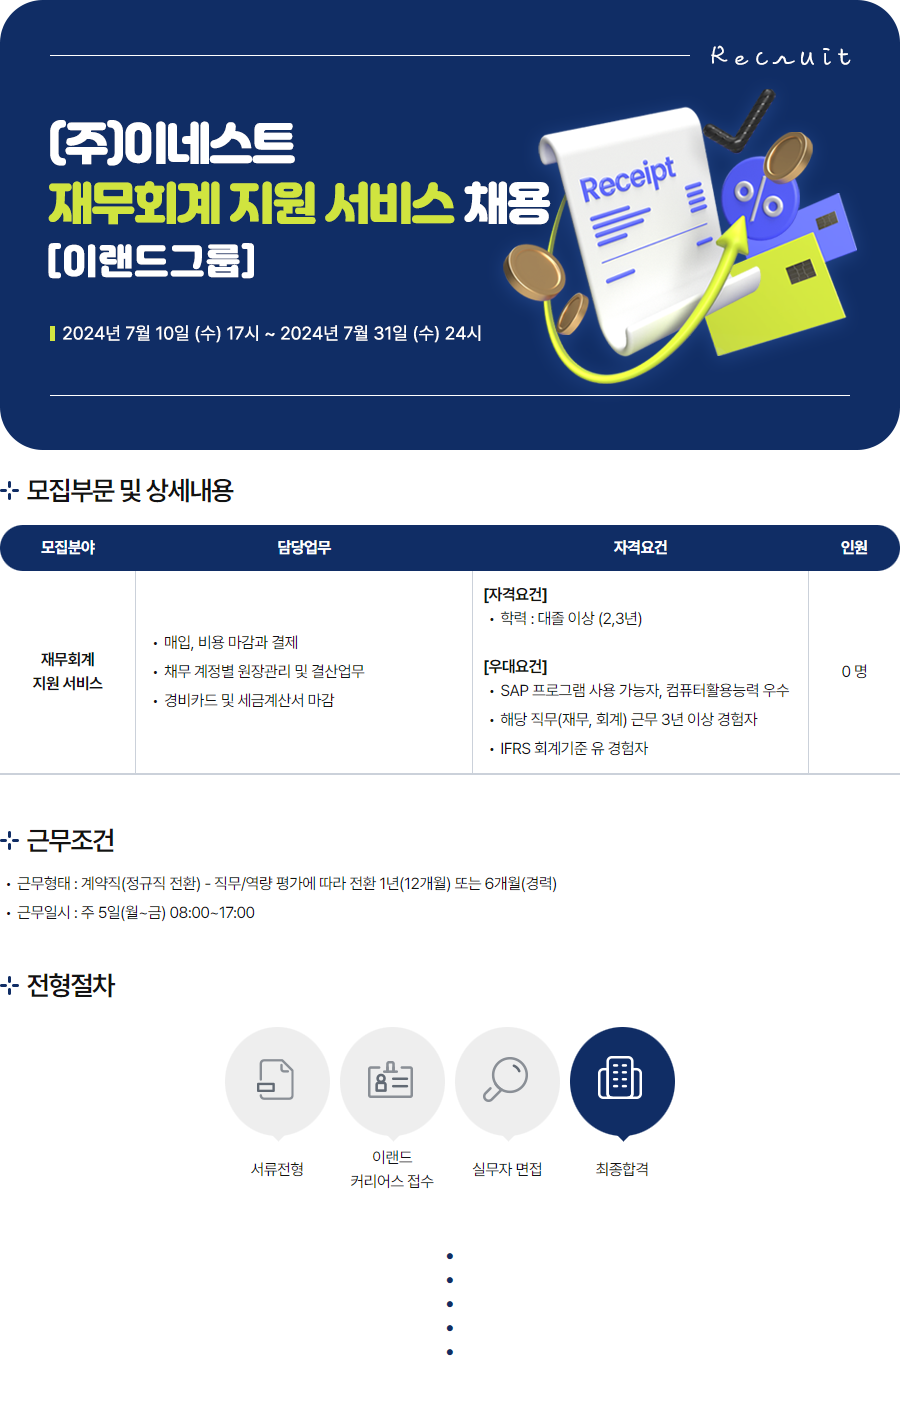 Recruit
(주)이네스트
재무회계 지원 서비스 채용
[이랜드그룹]
2024년 7월 10일 (수) 17시 ~ 2024년 7월 31일 (수) 24시
Receipt
모집부문 및 상세내용
모집분야 담당업무 자격요건 인원
재무회계
지원 서비스
• 매입, 비용 마감과 결제
• 채무 계정별 원장관리 및 결산업무
• 경비카드 및 세금계산서 마감
[자격요건]
• 학력 : 대졸 이상 (2,3년)
[우대요건]
• SAP 프로그램 사용 가능자, 컴퓨터활용능력 우수
• 해당 직무(재무, 회계) 근무 3년 이상 경험자
• IFRS 회계기준 유 경험자
0 명
근무조건
• 근무형태 : 계약직(정규직 전환) - 직무/역량 평가에 따라 전환 1년(12개월) 또는 6개월(경력)
• 근무일시 : 주 5일(월~금) 08:00~17:00
전형절차
서류전형
이랜드
커리어스 접수
실무자 면접
최종합격